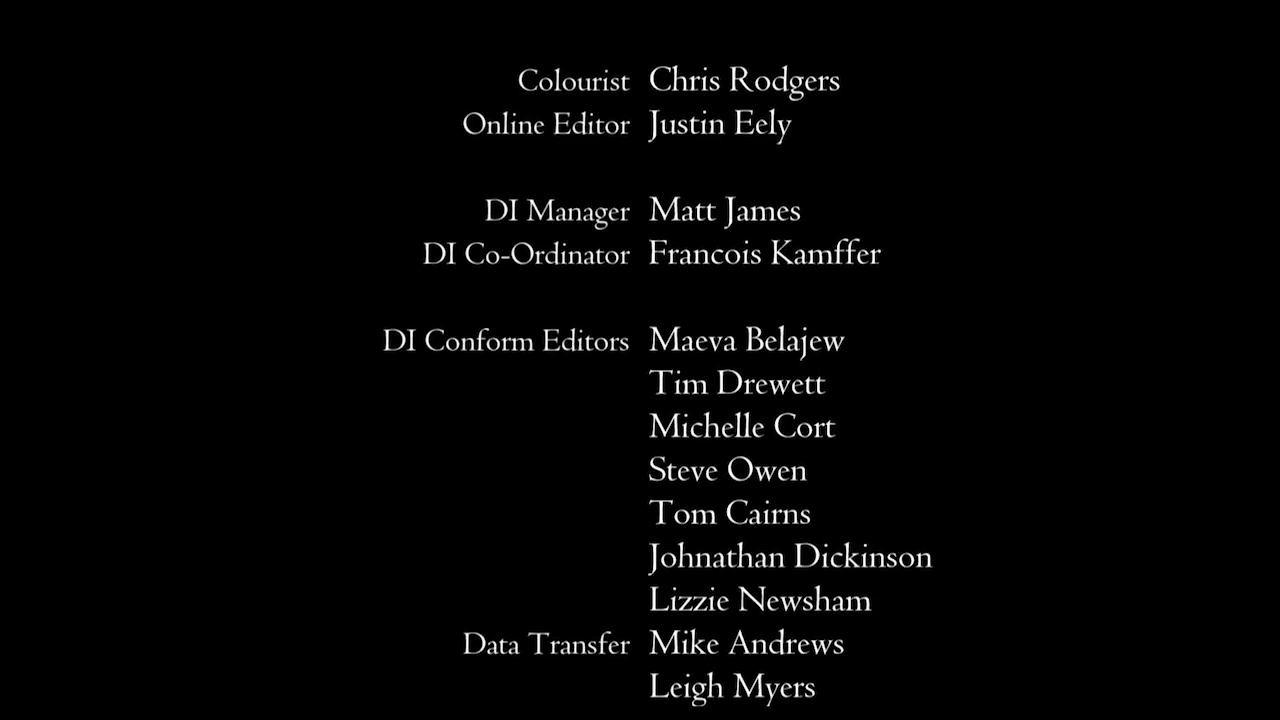 Colourist Chris Rodgers
Online Editor Justin Eely
DI Manager Matt James
DI Co-Ordinator Francois Kamffer
DI Conform Editors Maeva Belajew
Tim Drewett
Michelle Cort
Steve Owen
Tom Cairns
Johnathan Dickinson
Lizzie Newsham
Data Transfer Mike Andrews
Leigh Myers